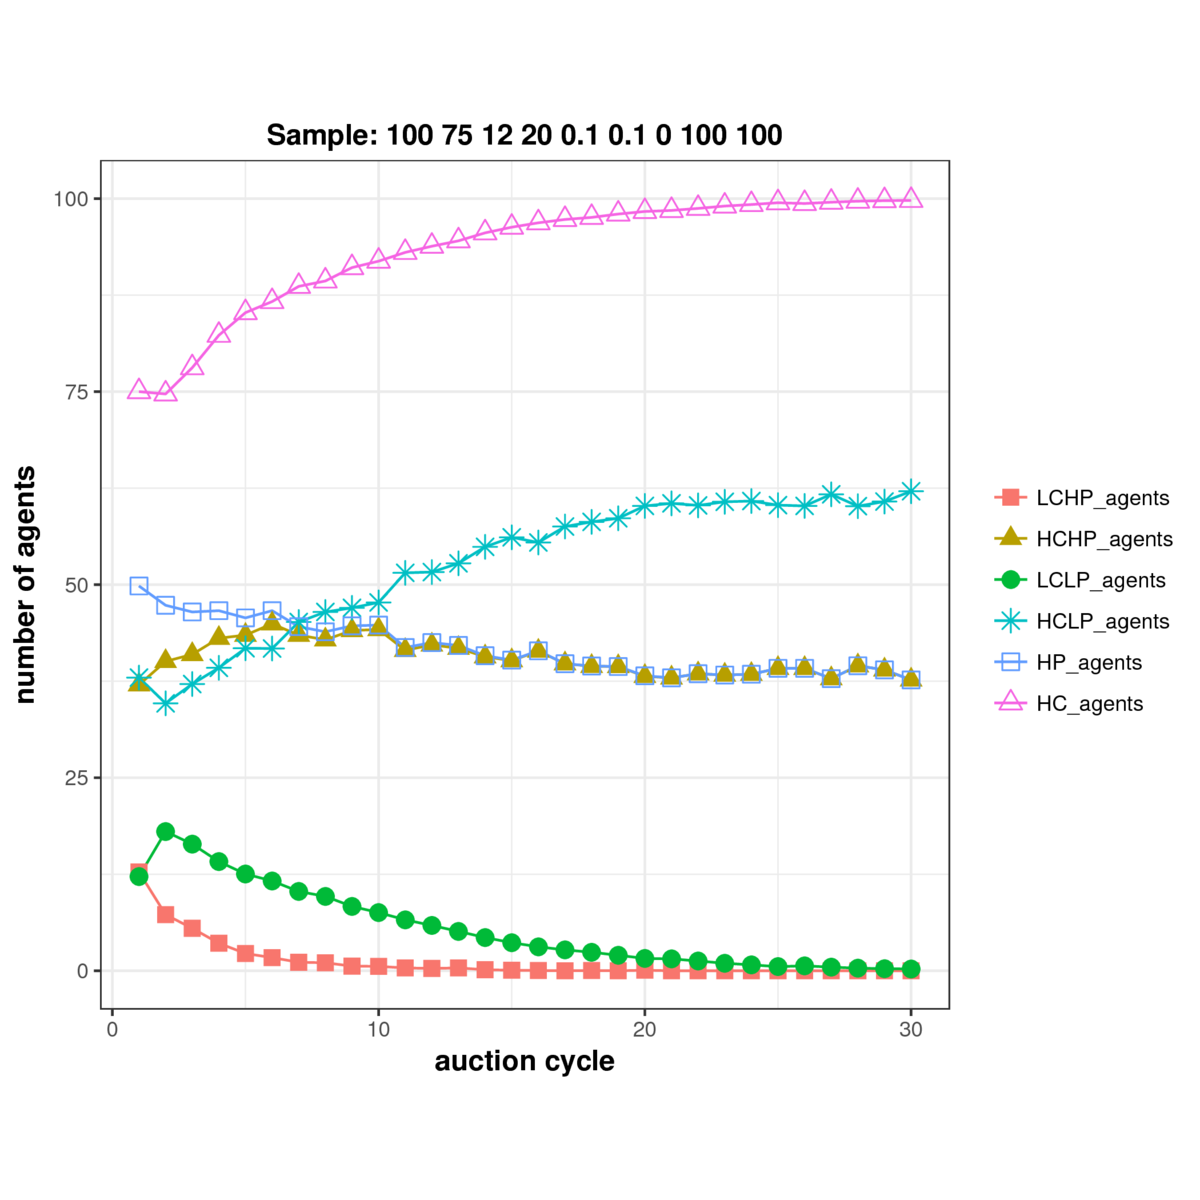 Sample: 100 75 12 20 0.1 0.1 0 100 100
number of agents
100
75
50
25
0
0 10 20 30
auction cycle
LCHP_agents
HCHP_agents
LCLP_agents
HCLP_agents
HP_agents
HC_agents